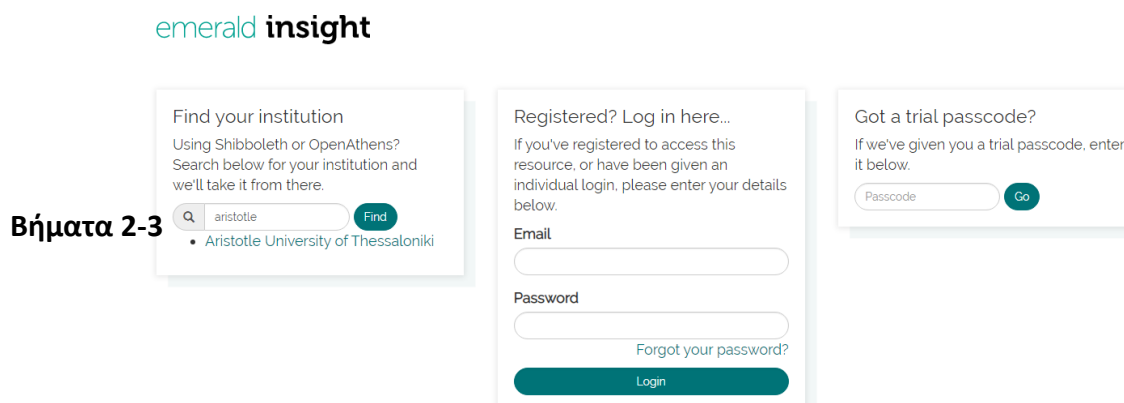 emerald insight
Find your institution
Using Shibboleth or OpenAthens?
Search below for your institution and
we'll take it from there.
Βήματα 2-3
aristotle
Find
Aristotle University of Thessaloniki
Registered? Log in here...
If you've registered to access this
resource, or have been given an
individual login, please enter your details
below.
Email
Password
Forgot your password?
Login
Got a trial passcode?
If we've given you a trial passcode, enter
it below.
Passcode
Go